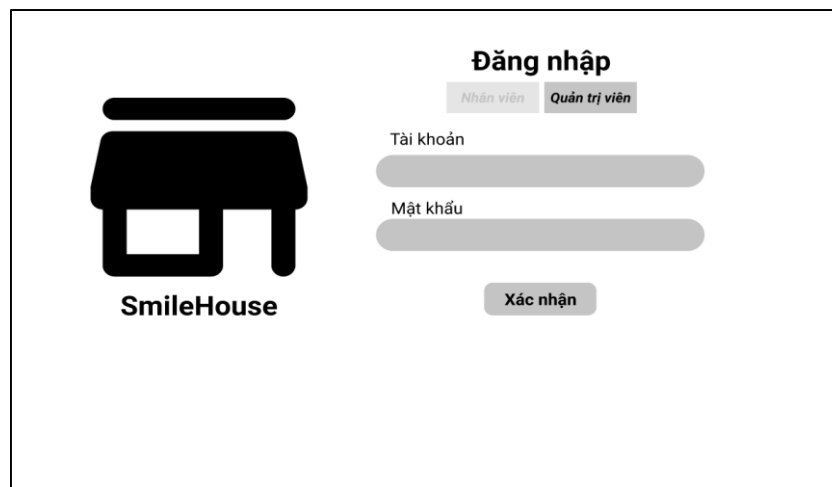 Đăng nhập
Nhân viên Quản trị viên
Tài khoản
Mật khẩu
Xác nhận
SmileHouse